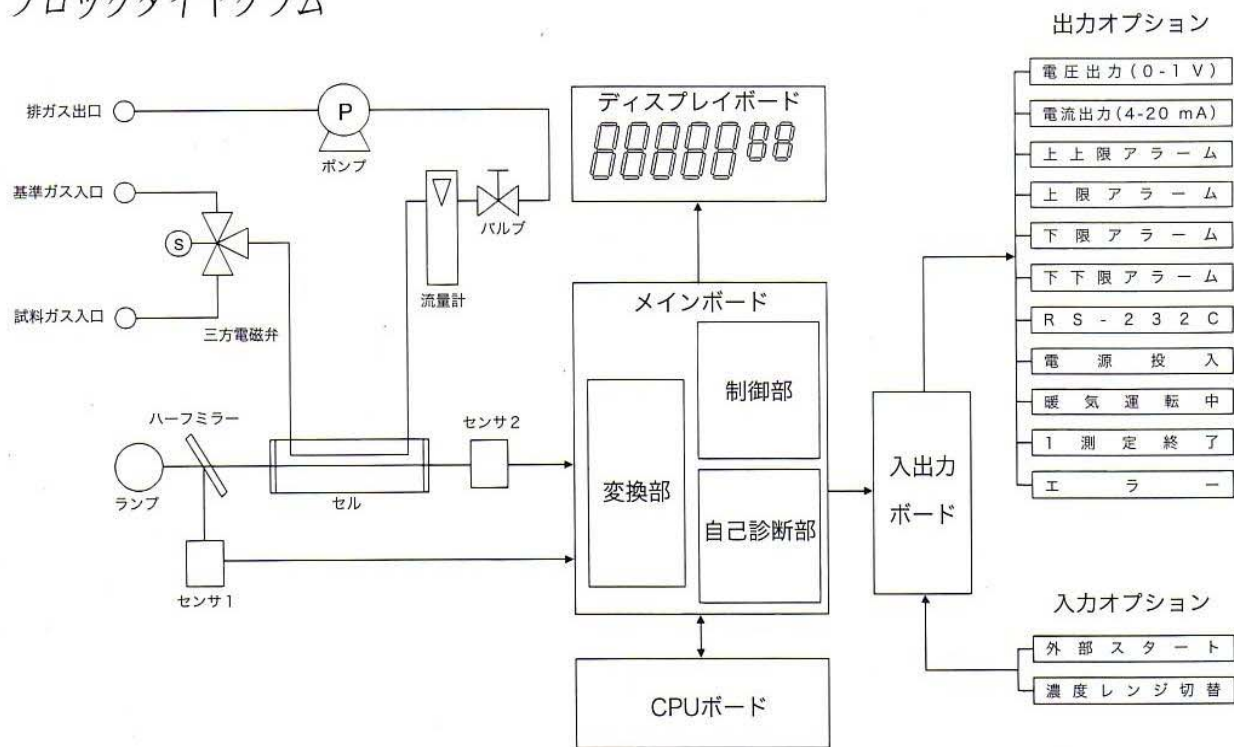 ブロックダイヤグラム
排ガス出口
P
ポンプ
基準ガス入口
S
試料ガス入口
三方電磁弁
バルブ
流量計
ハーフミラー
ランプ
セル
センサ2
センサ1
ディスプレイボード
メインボード
制御部
変換部
自己診断部
CPUボード
入出力
ボード
出力オプション
電圧出力(0-1 V)
電流出力(4-20 mA)
上上限アラーム
上限アラーム
下限アラーム
下下限アラーム
RS-232C
電源投入
暖気運転中
1測定終了
エラー
入力オプション
外部スタート
濃度レンジ切替